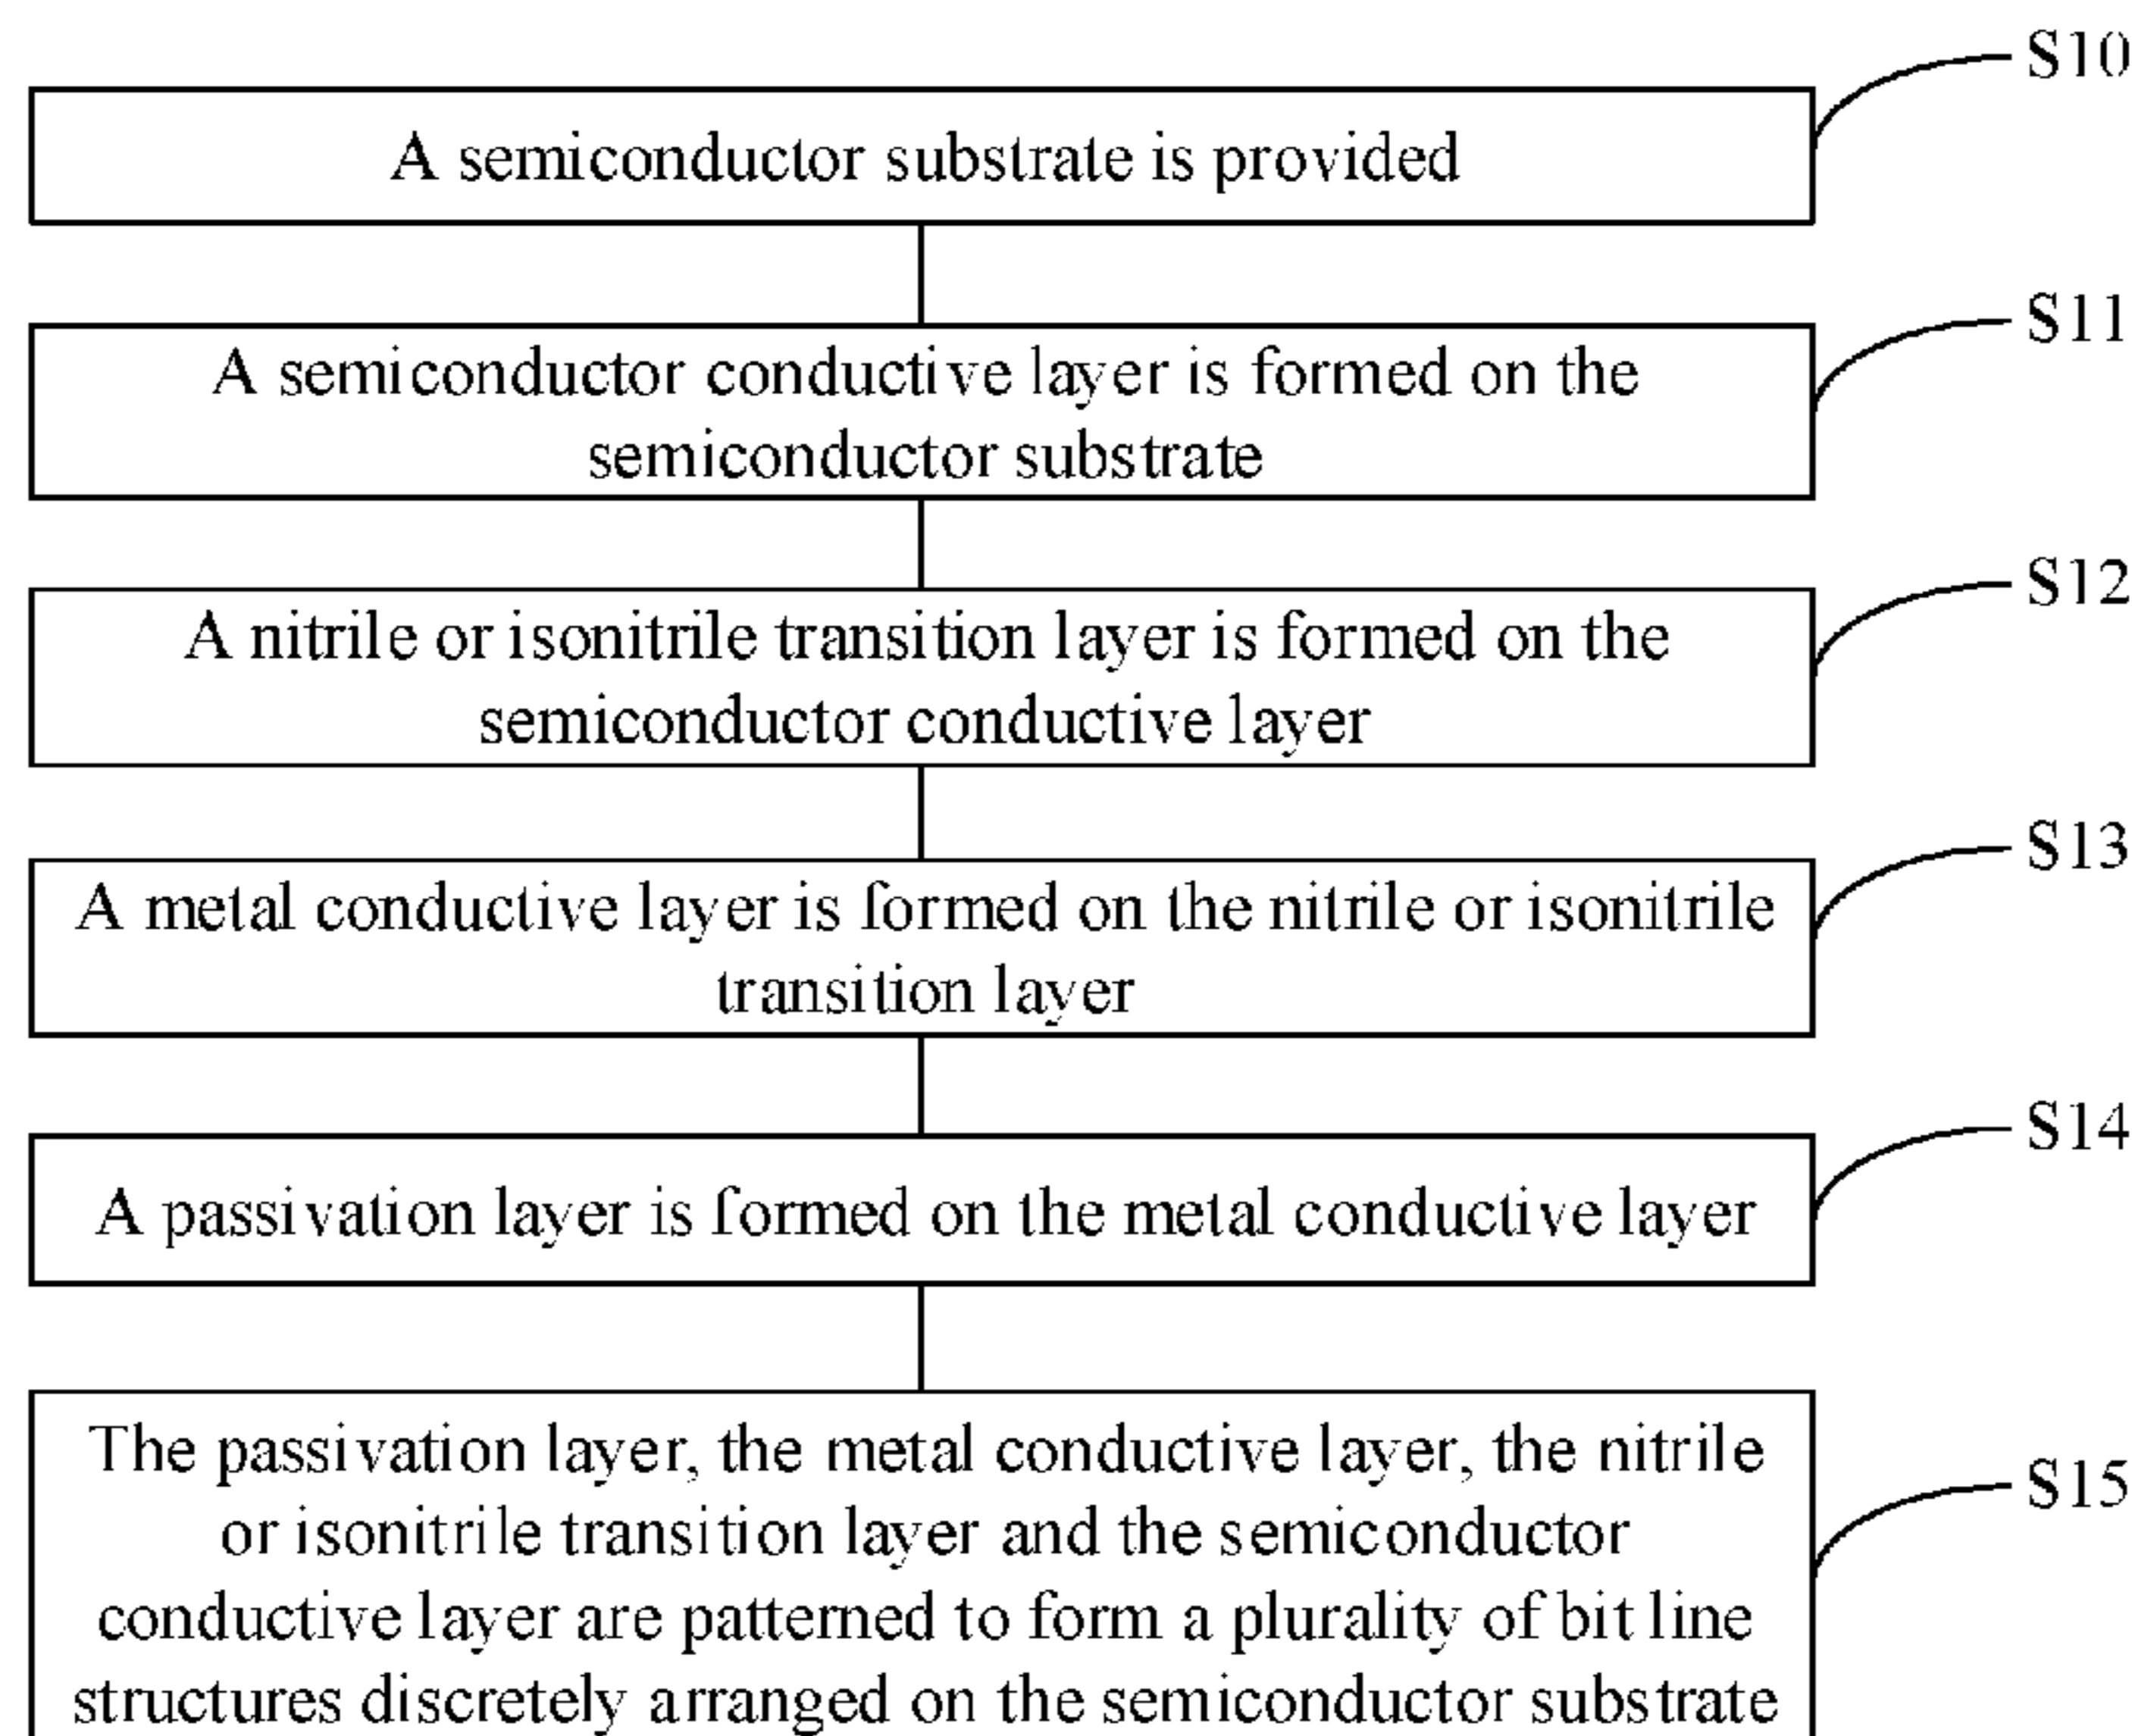 S10
A semiconductor substrate is provided
S11
A semiconductor conductive layer is formed on the
semiconductor substrate
S12
A nitrile or isonitrile transition layer is formed on the
semiconductor conductive layer
S13
A metal conductive layer is formed on the nitrile or isonitrile
transition layer
S14
A passivation layer is formed on the metal conductive layer
S15
The passivation layer, the metal conductive layer, the nitrile
or isonitrile transition layer and the semiconductor
conductive layer are patterned to form a plurality of bit line
structures discretely arranged on the semiconductor substrate